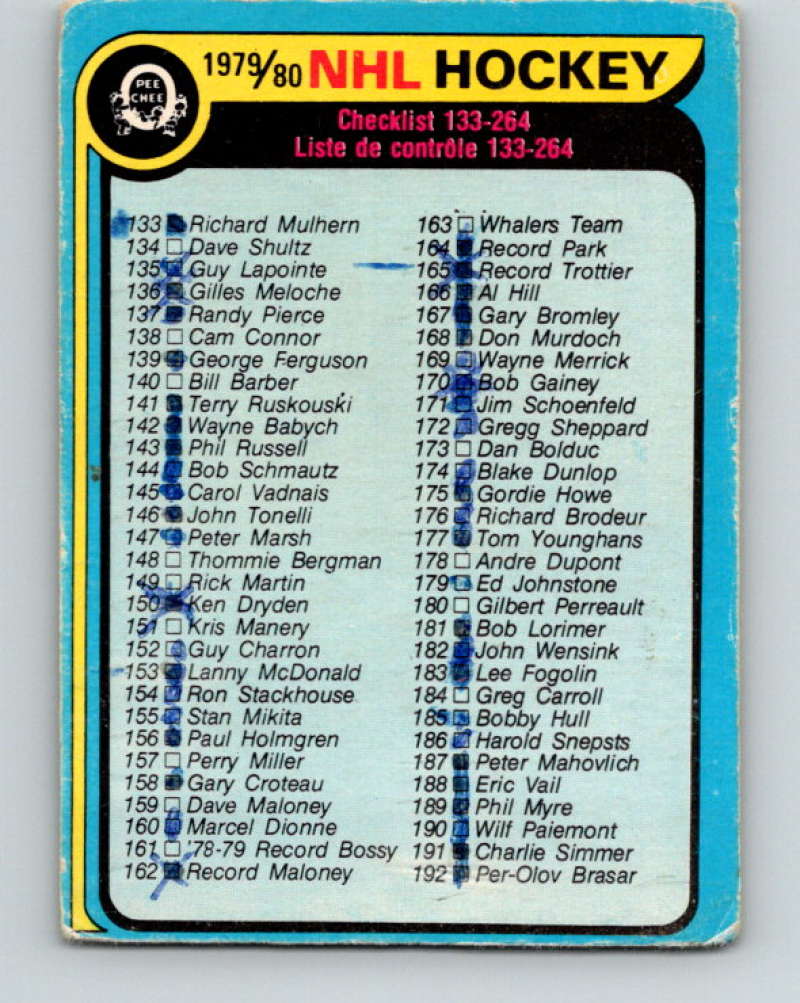 PEE
CHEE
1979/80 NHL HOCKEY
Checklist 133-264
Liste de contrôle 133-264
133 Richard Mulhern
134 Dave Shultz
135 Guy Lapointe
136 Gilles Meloche
137 Randy Pierce
138 Cam Connor
139 George Ferguson
140 Bill Barber
141 Terry Ruskouski
142 Wayne Babych
143 Phil Russell
144 Bob Schmautz
145 Carol Vadnais
146 John Tonelli
147 Peter Marsh
148 Thommie Bergman
149 Rick Martin
150 Ken Dryden
151 Kris Manery
152 Guy Charron
153 Lanny McDonald
154 Ron Stackhouse
155 Stan Mikita
156 Paul Holmgren
157 Perry Miller
158 Gary Croteau
159 Dave Maloney
160 Marcel Dionne
161 '78-79 Record Bossy
162 Record Maloney
163 Whalers Team
164 Record Park
165 Record Trottier
166 Al Hill
167 Gary Bromley
168 Don Murdoch
169 Wayne Merrick
170 Bob Gainey
171 Jim Schoenfeld
172 Gregg Sheppard
173 Dan Bolduc
174 Blake Dunlop
175 Gordie Howe
176 Richard Brodeur
177 Tom Younghans
178 Andre Dupont
179 Ed Johnstone
180 Gilbert Perreault
181 Bob Lorimer
182 John Wensink
183 Lee Fogolin
184 Greg Carroll
185 Bobby Hull
186 Harold Snepsts
187 Peter Mahovlich
188 Eric Vail
189 Phil Myre
190 Wilf Paiemont
191 Charlie Simmer
192 Per-Olov Brasar